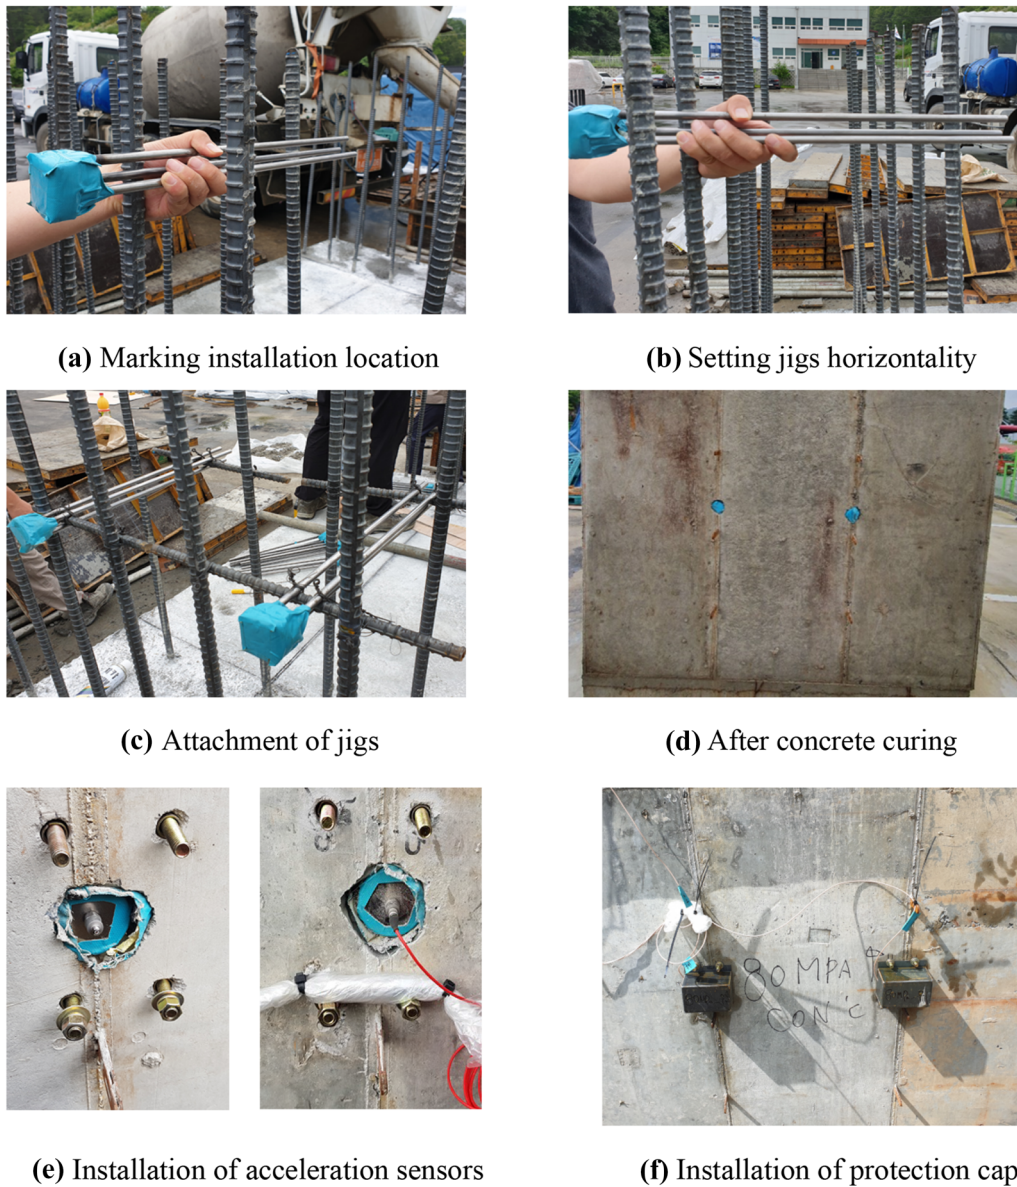 (a) Marking installation location
(b) Setting jigs horizontality
(c) Attachment of jigs
(d) After concrete curing
80 MPA
CON'C
(e) Installation of acceleration sensors
(f) Installation of protection cap